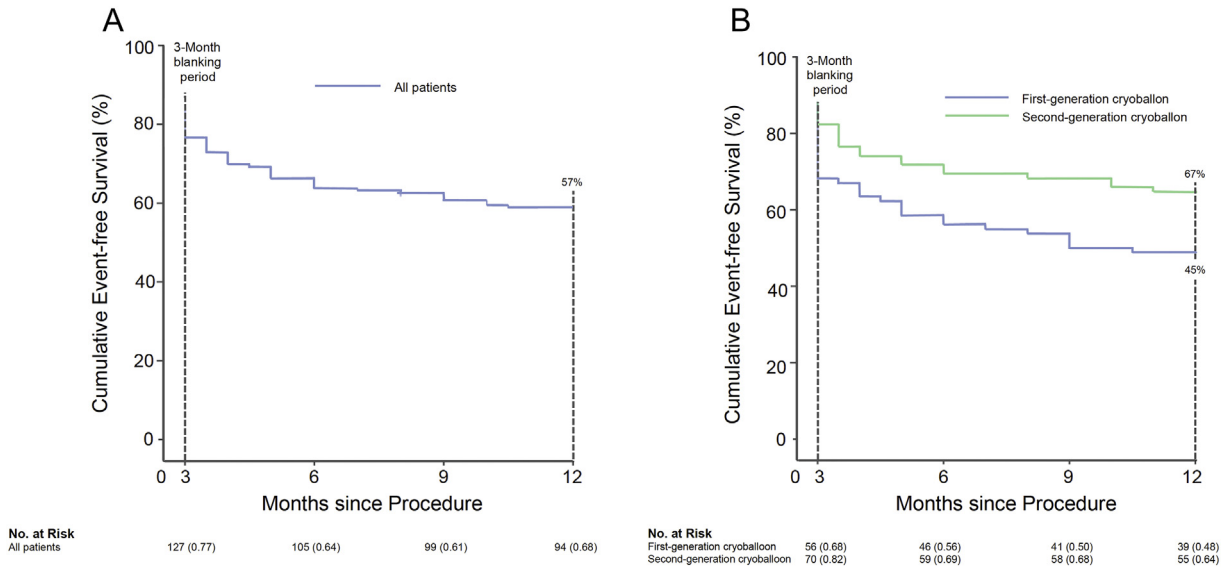 A
Cumulative Event-free Survival (%)
100
80
60
40
20
0
3-Month
blanking
period
All patients
57%
0 3 6 9 12
Months since Procedure
No. at Risk
All patients 127 (0.77) 105 (0.64) 99 (0.61) 94 (0.68)
B
Cumulative Event-free Survival (%)
100
80
60
40
20
0
3-Month
blanking
period
First-generation cryoballon
Second-generation cryoballon
67%
45%
0 3 6 9 12
Months since Procedure
No. at Risk
First-generation cryoballoon 56 (0.68) 46 (0.56) 41 (0.50) 39 (0.48)
Second-generation cryoballoon 70 (0.82) 59 (0.69) 58 (0.68) 55 (0.64)